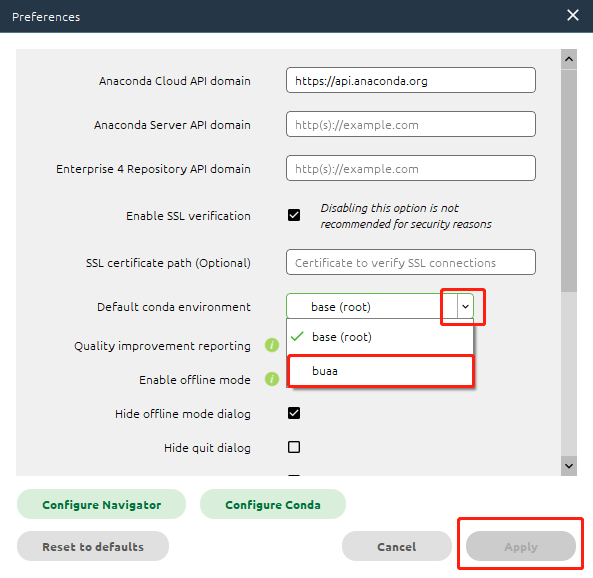 Preferences
Anaconda Cloud API domain
https://api.anaconda.org
Anaconda Server API domain
http(s)://example.com
Enterprise 4 Repository API domain
http(s)://example.com
Enable SSL verification
Disabling this option is not
recommended for security reasons
SSL certificate path (Optional)
Certificate to verify SSL connections
Default conda environment
base (root)
base (root)
buaa
Quality improvement reporting
i
Enable offline mode
i
Hide offline mode dialog
Hide quit dialog
Configure Navigator
Configure Conda
Reset to defaults
Cancel
Apply